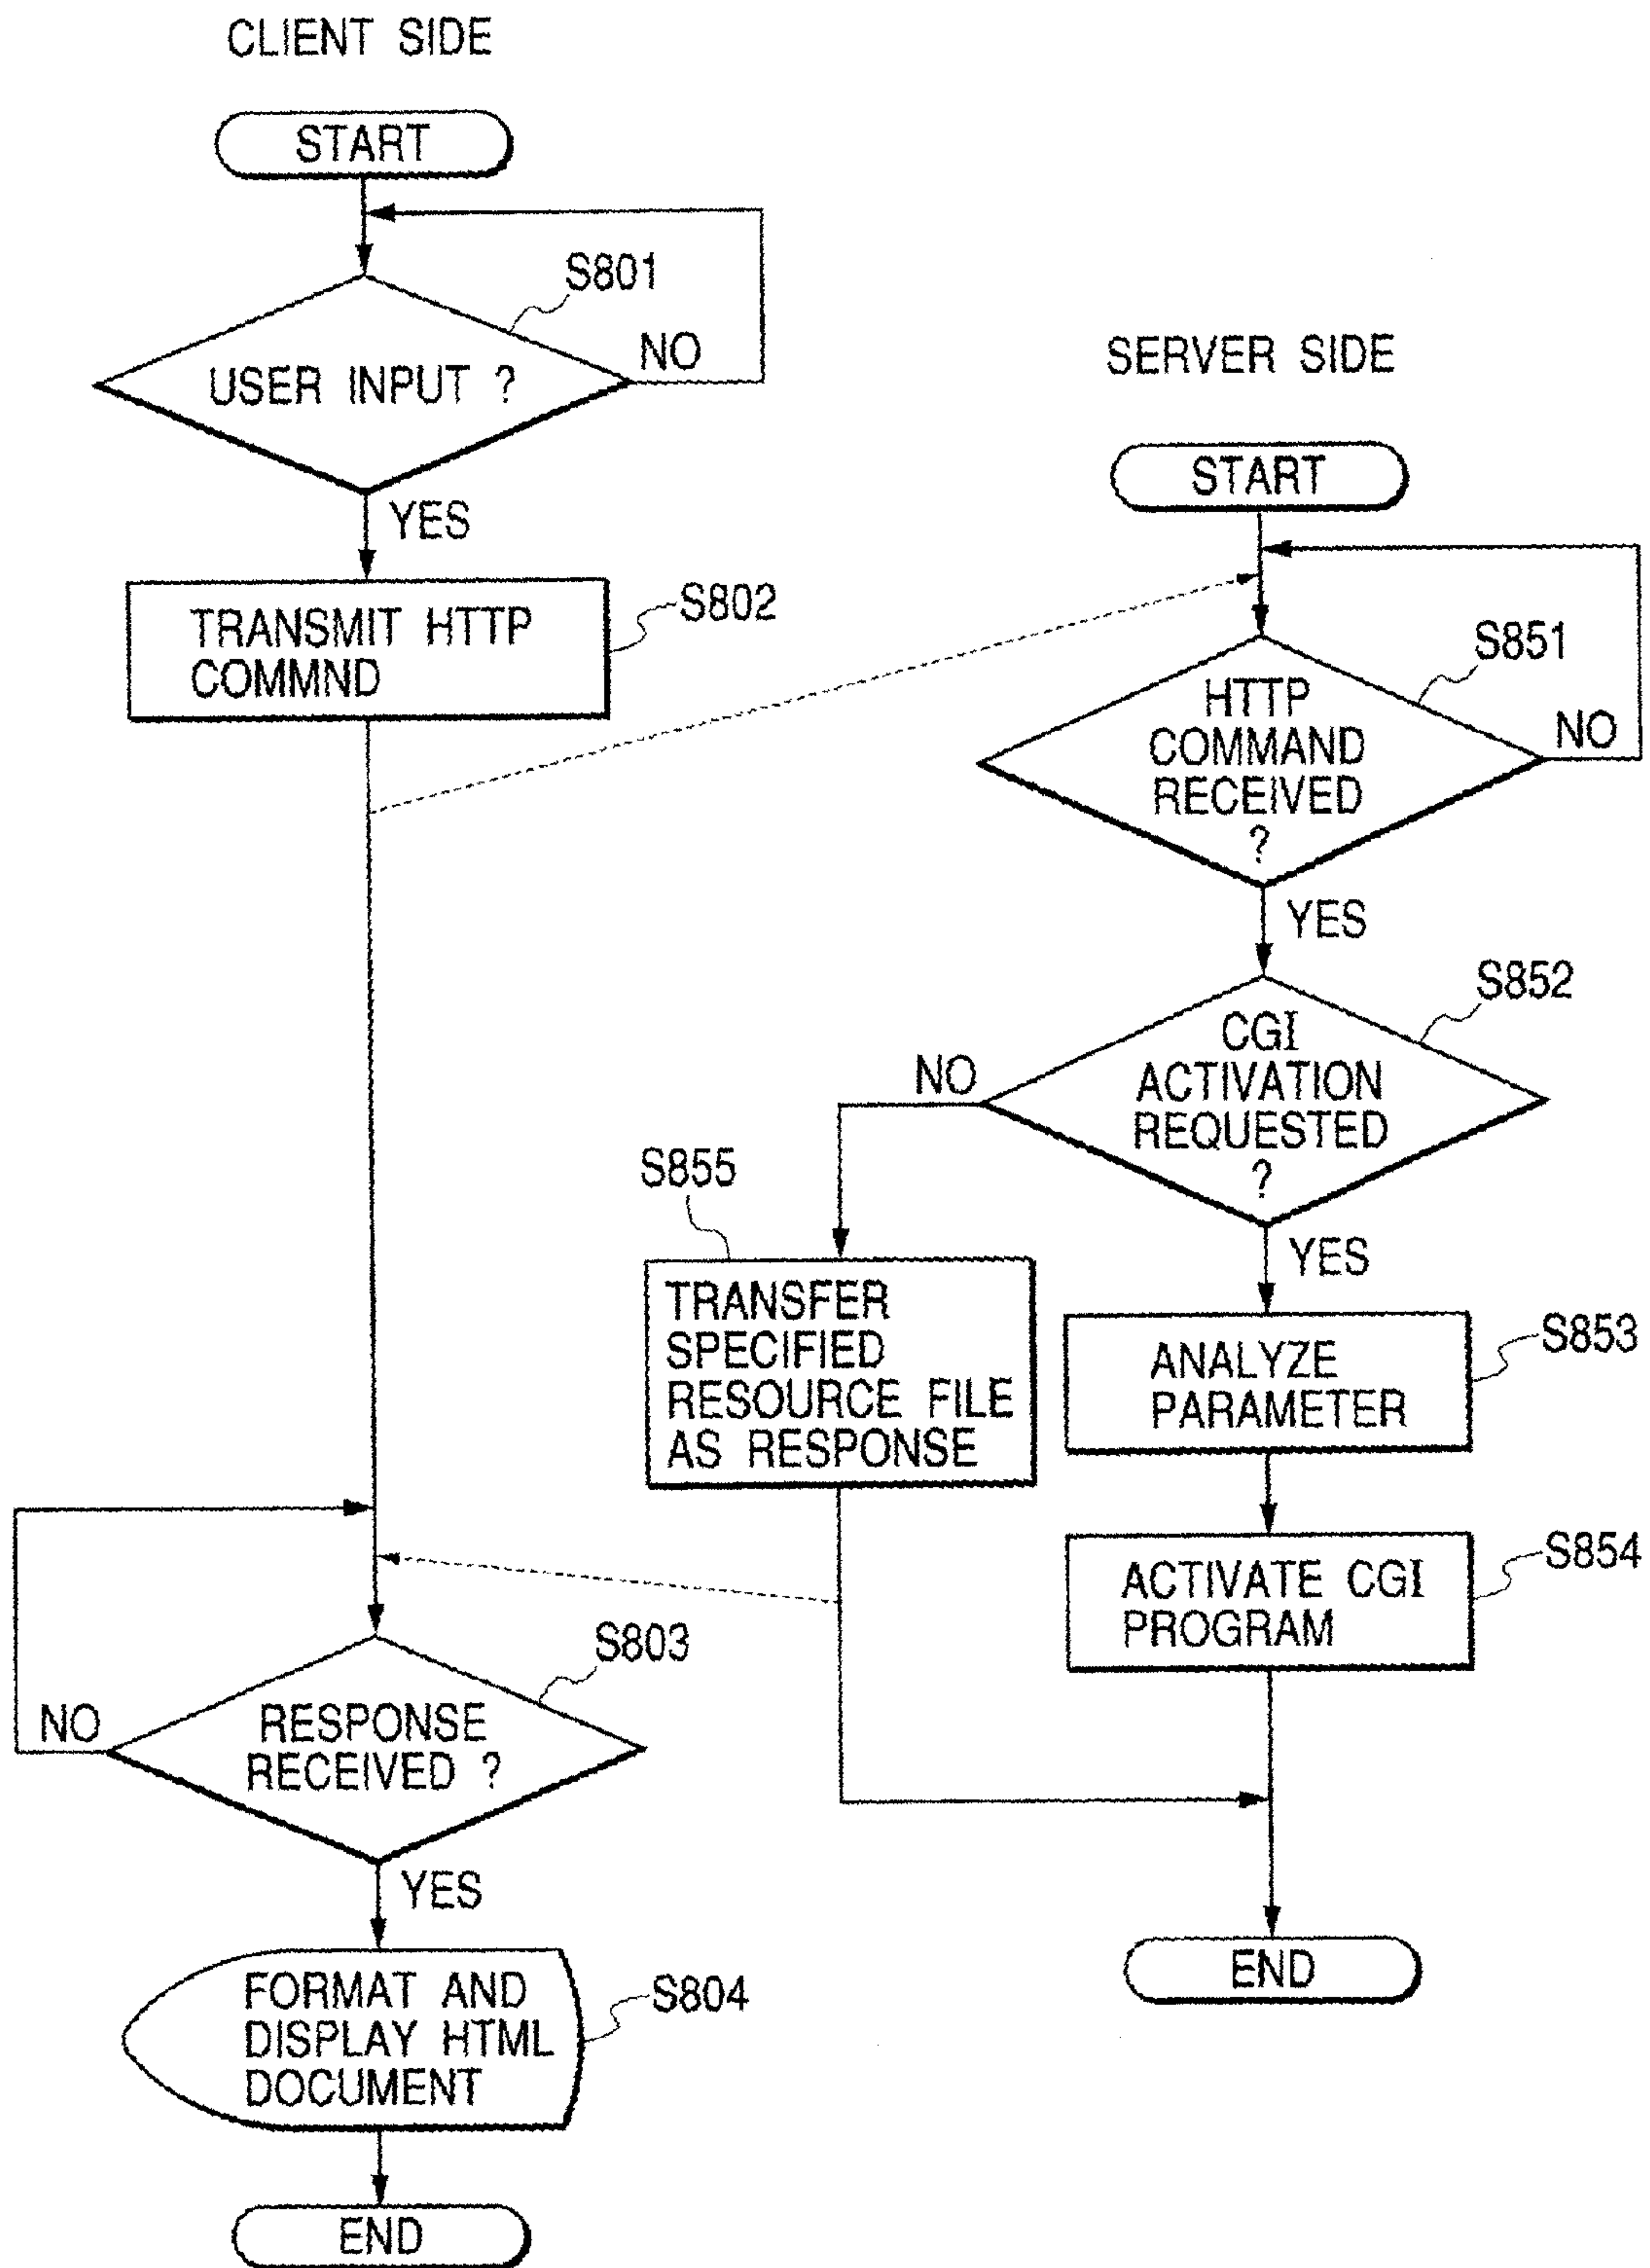 CLIENT SIDE
START
S801
USER INPUT ?
NO
YES
TRANSMIT HTTP
COMMND
S802
RESPONSE
RECEIVED ?
S803
NO
YES
FORMAT AND
DISPLAY HTML
DOCUMENT
S804
END
SERVER SIDE
START
S851
HTTP
COMMAND
RECEIVED
?
NO
YES
S852
CGI
ACTIVATION
REQUESTED
?
NO
YES
S855
TRANSFER
SPECIFIED
RESOURCE FILE
AS RESPONSE
ANALYZE
PARAMETER
S853
ACTIVATE CGI
PROGRAM
S854
END